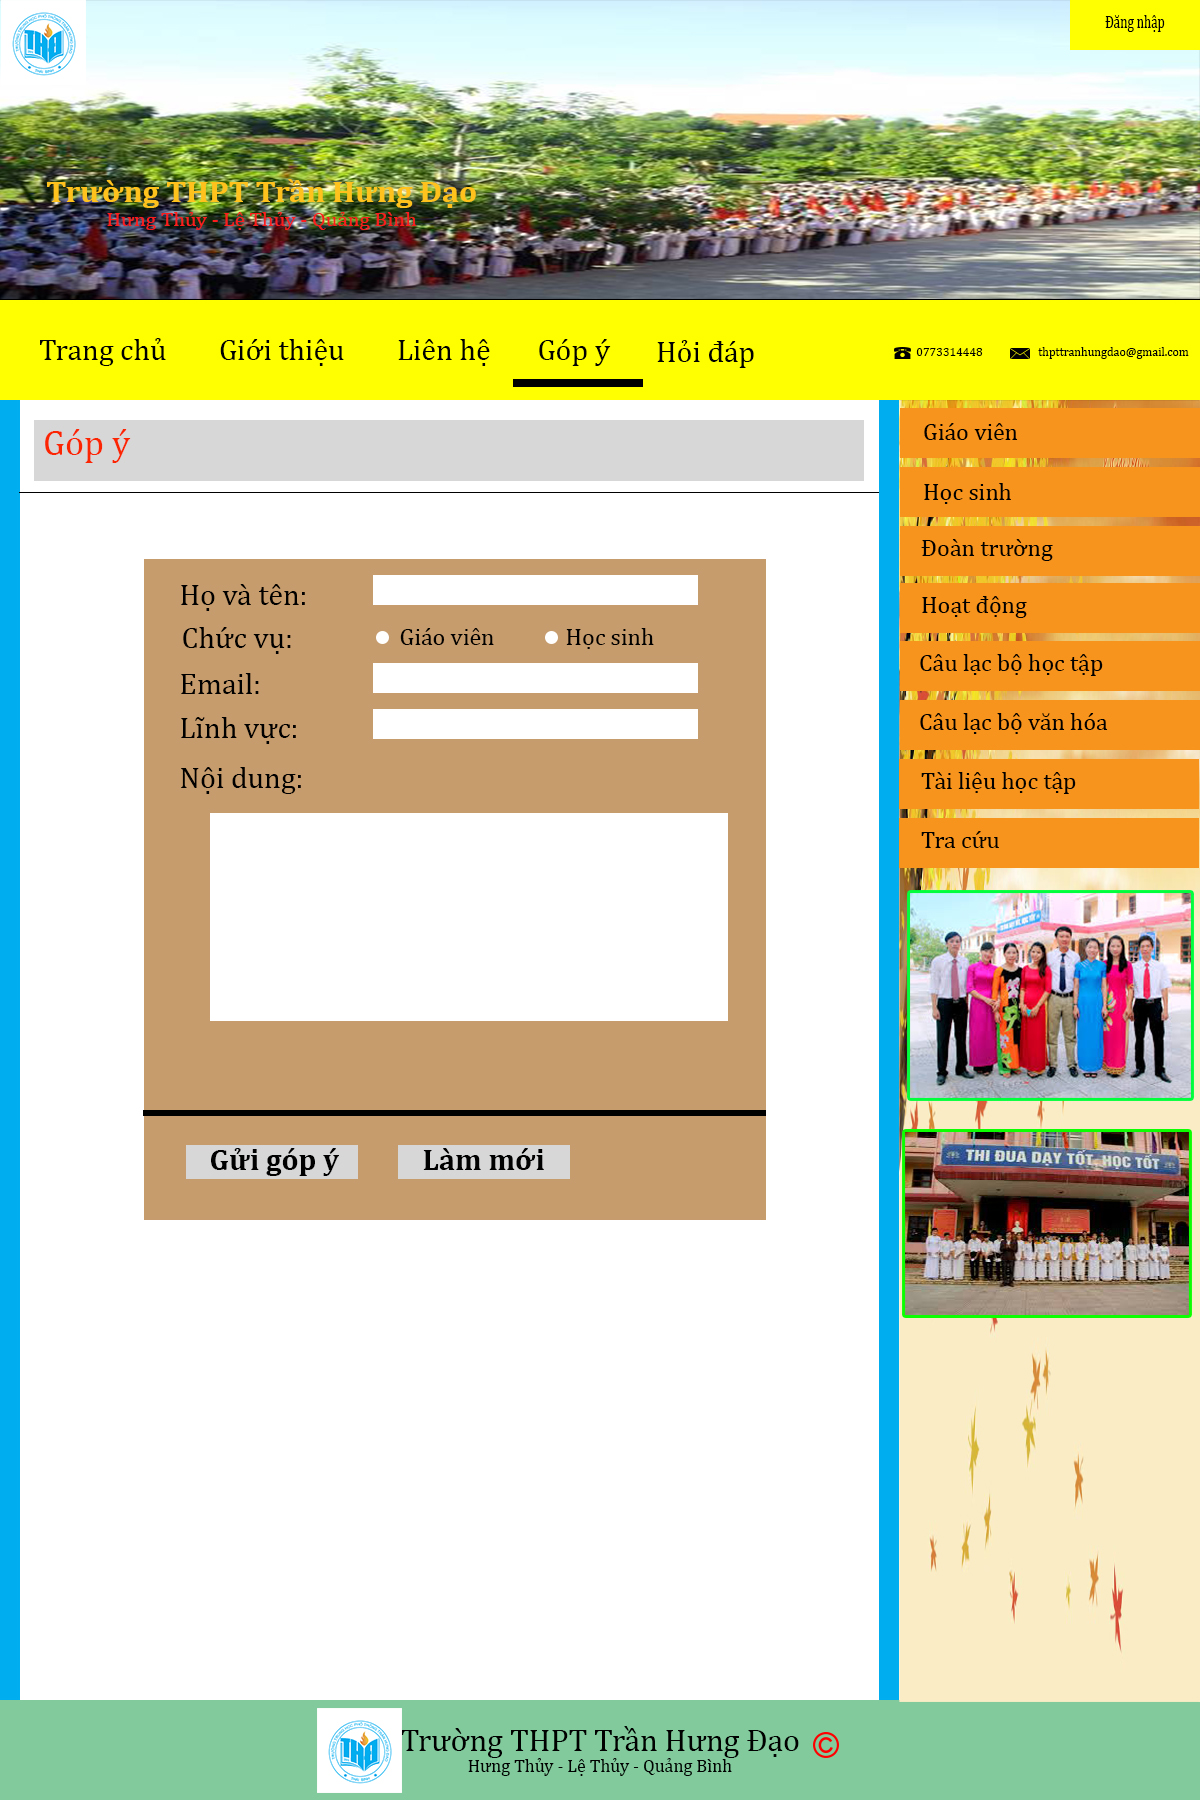 Đăng nhập
Trường THPT Trần Hưng Đạo
Hưng Thủy - Lệ Thủy - Quảng Bình
Trang chủ
Giới thiệu
Liên hệ
Góp ý
Hỏi đáp
0773314448
thpttranhungdao@gmail.com
Góp ý
Họ và tên:
Chức vụ:
Giáo viên
Học sinh
Email:
Lĩnh vực:
Nội dung:
Gửi góp ý
Làm mới
Giáo viên
Học sinh
Đoàn trường
Hoạt động
Câu lạc bộ học tập
Câu lạc bộ văn hóa
Tài liệu học tập
Tra cứu
THI ĐUA DẠY TỐT, HỌC TỐT
Trường THPT Trần Hưng Đạo ©
Hưng Thủy - Lệ Thủy - Quảng Bình